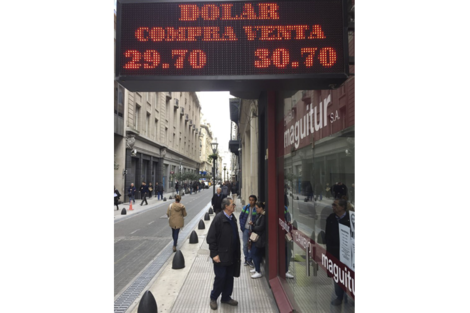 DOLAR
COMPRA VENTA
29.70 30.70
maguitur S.A.
maguitur